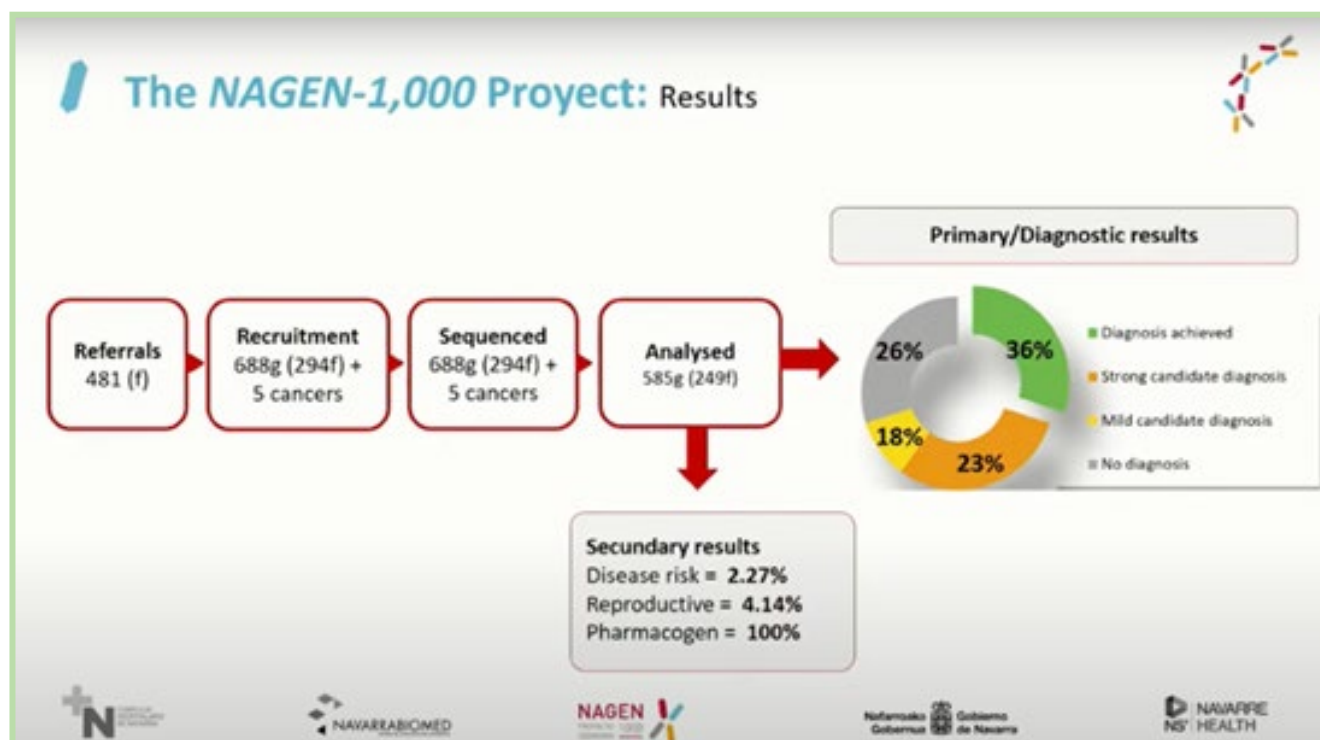 The NAGEN-1,000 Proyect: Results
Primary/Diagnostic results
Referrals
481 (f)
Recruitment
688g (294f) +
5 cancers
Sequenced
688g (294f) +
5 cancers
Analysed
585g (249f)
26%
36%
18%
23%
Diagnosis achieved
Strong candidate diagnosis
Mild candidate diagnosis
No diagnosis
Secundary results
Disease risk = 2.27%
Reproductive = 4.14%
Pharmacogen = 100%
N
NAVARRABIOMED
NAGEN
Nafarroako Gobernua
Gobierno de Navarra
NAVARRE
NS' HEALTH